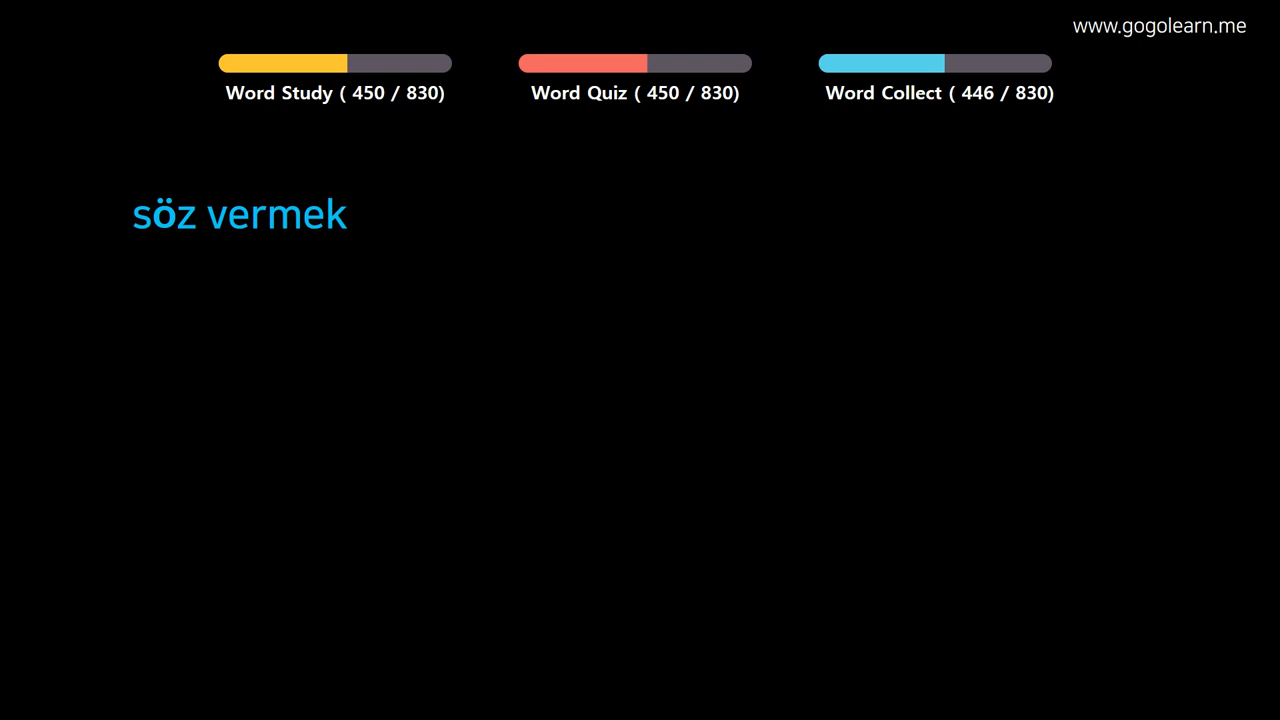 www.gogolearn.me
Word Study ( 450 / 830)
Word Quiz ( 450 / 830)
Word Collect ( 446 / 830)
söz vermek